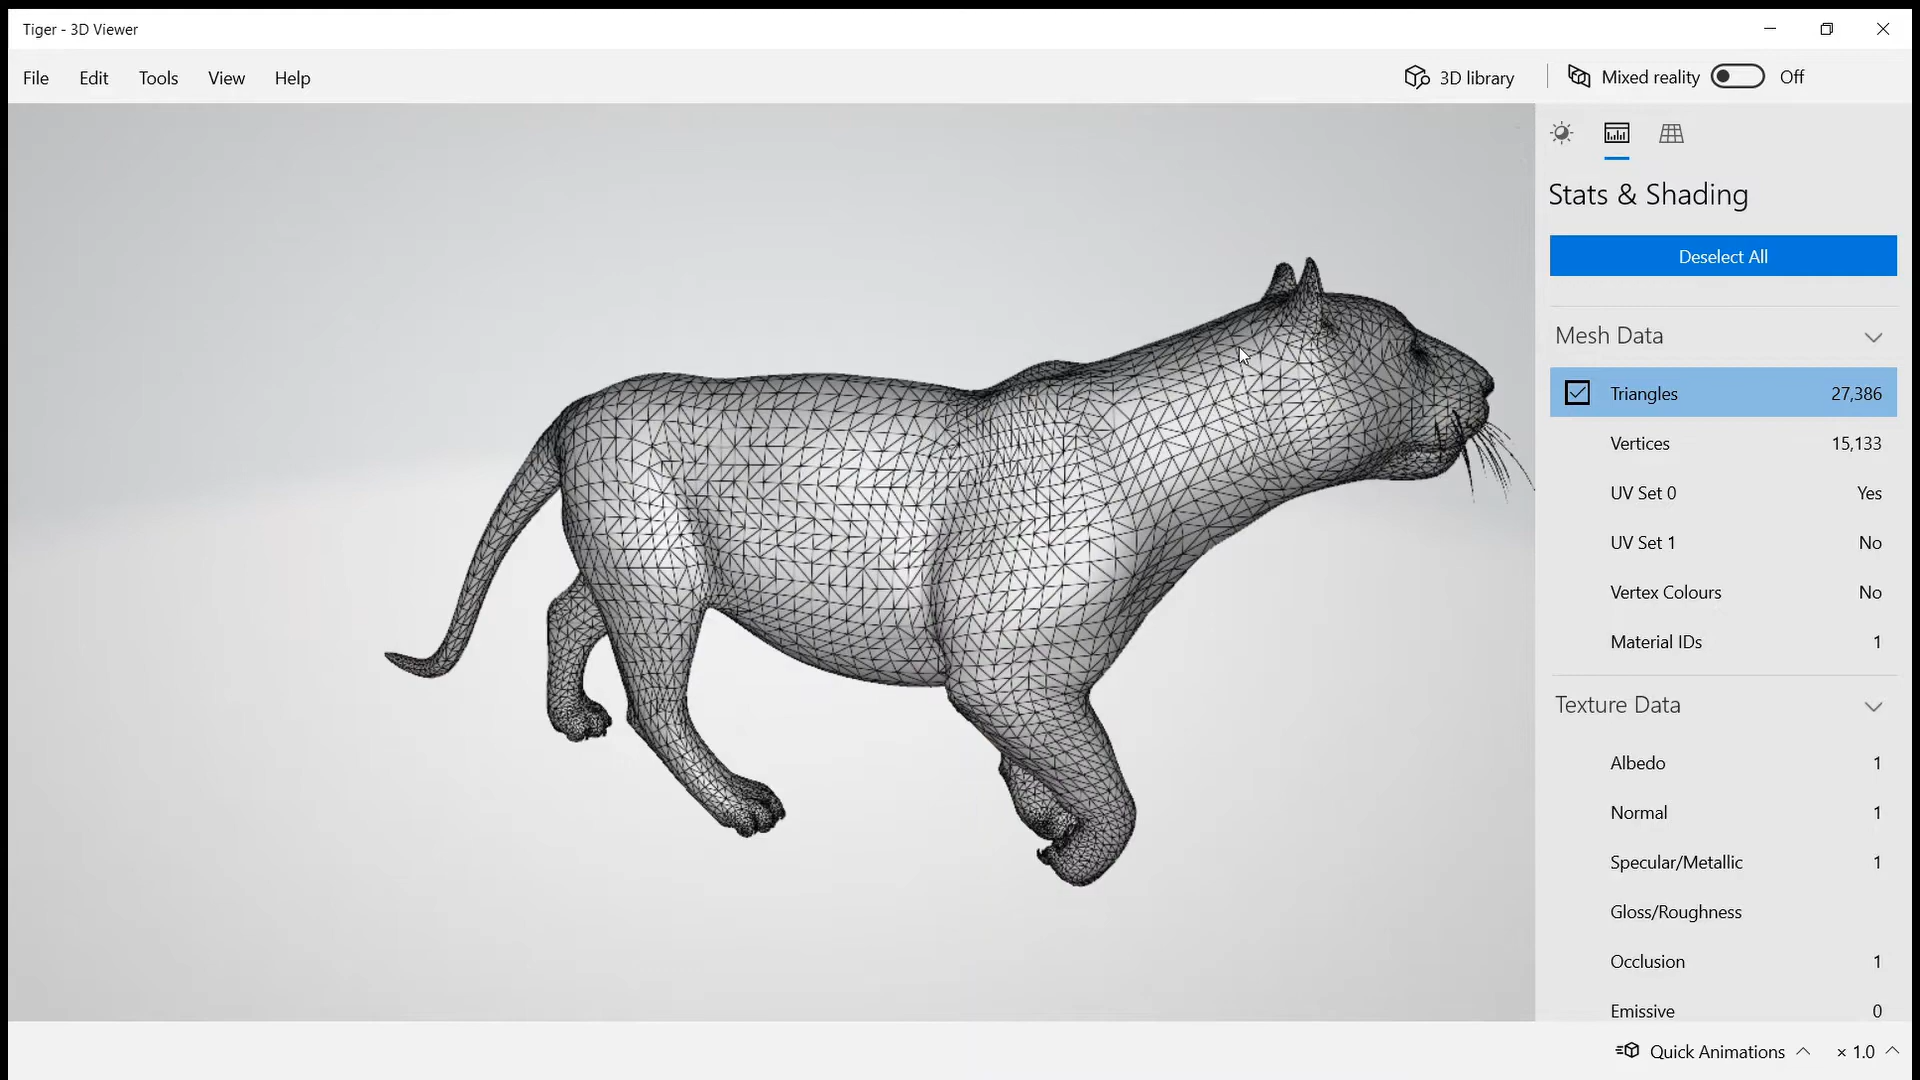 Tiger - 3D Viewer
File Edit Tools View Help 3D library Mixed reality Off
Stats & Shading
Deselect All
Mesh Data
Triangles 27,386
Vertices 15,133
UV Set 0 Yes
UV Set 1 No
Vertex Colours No
Material IDs 1
Texture Data
Albedo 1
Normal 1
Specular/Metallic 1
Gloss/Roughness
Occlusion 1
Emissive 0
Quick Animations × 1.0